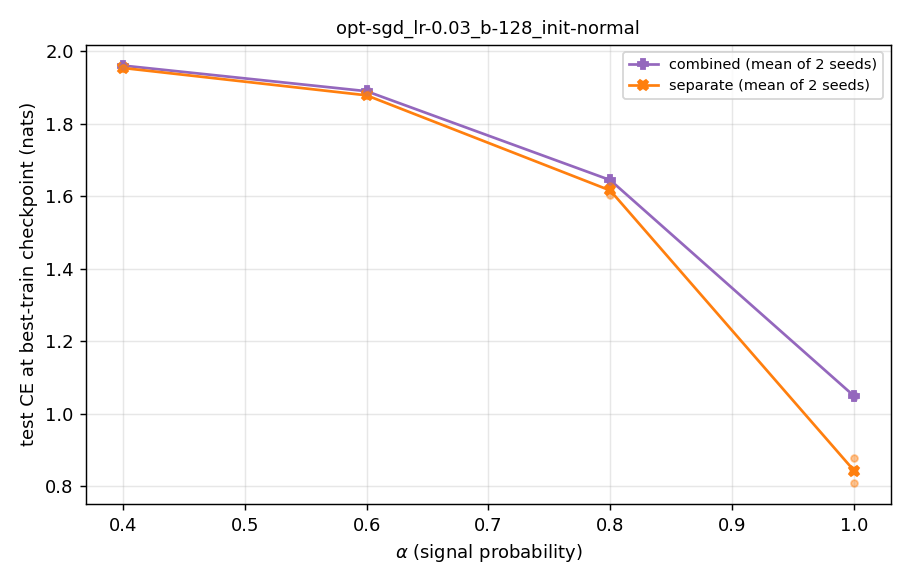 opt-sgd_lr-0.03_b-128_init-normal
combined (mean of 2 seeds)
separate (mean of 2 seeds)
test CE at best-train checkpoint (nats)
2.0
1.8
1.6
1.4
1.2
1.0
0.8
0.4
0.5
0.6
0.7
0.8
0.9
1.0
α (signal probability)